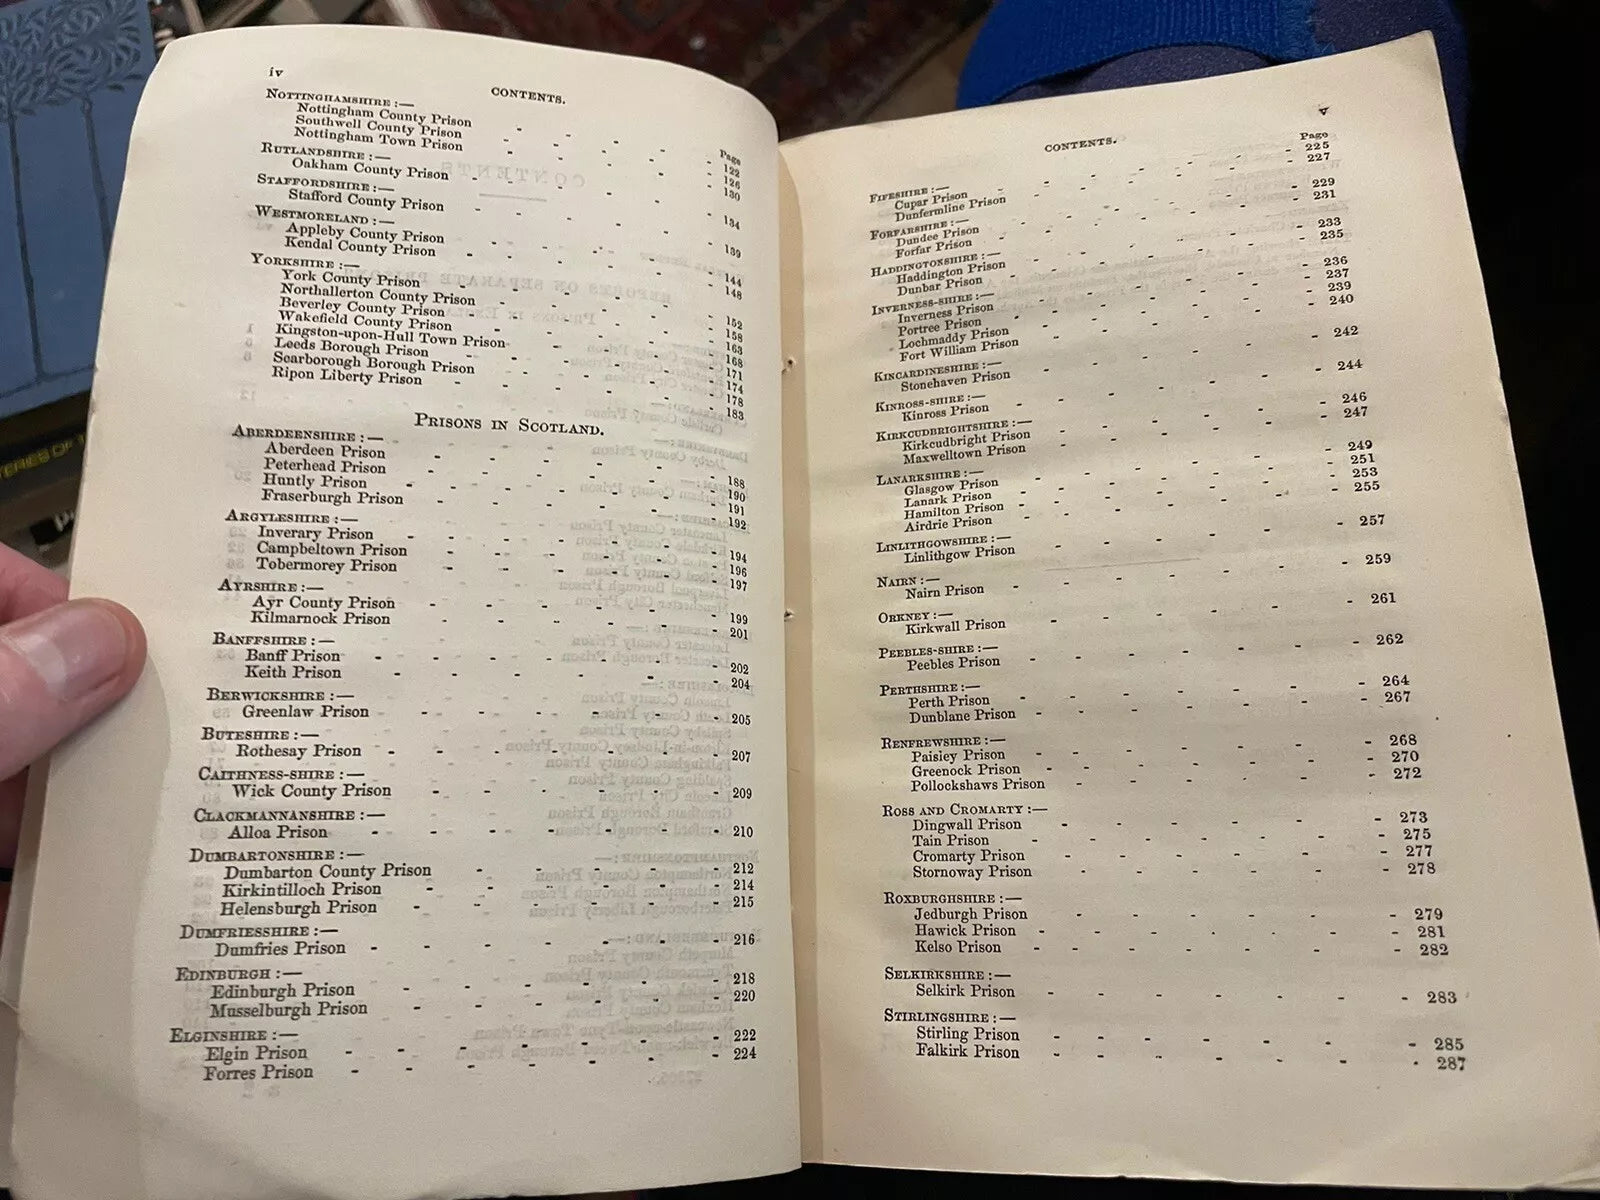 iv
CONTENTS.
Page
NOTTINGHAMSHIRE :—
Nottingham County Prison - - - - - 122
Southwell County Prison - - - - - 126
Nottingham Town Prison - - - - - 130
RUTLANDSHIRE :—
Oakham County Prison - - - - - 134
STAFFORDSHIRE :—
Stafford County Prison - - - - - 139
WESTMORELAND :—
Appleby County Prison - - - - - 144
Kendal County Prison - - - - - 148
YORKSHIRE :—
York County Prison - - - - - 152
Northallerton County Prison - - - - - 158
Beverley County Prison - - - - - 163
Wakefield County Prison - - - - - 168
Kingston-upon-Hull Town Prison - - - - - 171
Leeds Borough Prison - - - - - 174
Scarborough Borough Prison - - - - - 178
Ripon Liberty Prison - - - - - 183
PRISONS IN SCOTLAND.
ABERDEENSHIRE :—
Aberdeen Prison - - - - - 188
Peterhead Prison - - - - - 190
Huntly Prison - - - - - 191
Fraserburgh Prison - - - - - 192
ARGYLESHIRE :—
Inverary Prison - - - - - 194
Campbeltown Prison - - - - - 196
Tobermorey Prison - - - - - 197
AYRSHIRE :—
Ayr County Prison - - - - - 199
Kilmarnock Prison - - - - - 201
BANFFSHIRE :—
Banff Prison - - - - - 202
Keith Prison - - - - - 204
BERWICKSHIRE :—
Greenlaw Prison - - - - - 205
BUTESHIRE :—
Rothesay Prison - - - - - 207
CAITHNESS-SHIRE :—
Wick County Prison - - - - - 209
CLACKMANNANSHIRE :—
Alloa Prison - - - - - 210
DUMBARTONSHIRE :—
Dumbarton County Prison - - - - - 212
Kirkintilloch Prison - - - - - 214
Helensburgh Prison - - - - - 215
DUMFRIESSHIRE :—
Dumfries Prison - - - - - 216
EDINBURGH :—
Edinburgh Prison - - - - - 218
Musselburgh Prison - - - - - 220
ELGINSHIRE :—
Elgin Prison - - - - - 222
Forres Prison - - - - - 224
v
CONTENTS.
Page
FIFESHIRE :—
Cupar Prison - - - - - 225
Dunfermline Prison - - - - - 227
FORFARSHIRE :—
Dundee Prison - - - - - 229
Forfar Prison - - - - - 231
HADDINGTONSHIRE :—
Haddington Prison - - - - - 233
Dunbar Prison - - - - - 235
INVERNESS-SHIRE :—
Inverness Prison - - - - - 236
Portree Prison - - - - - 237
Lochmaddy Prison - - - - - 239
Fort William Prison - - - - - 240
KINCARDINESHIRE :—
Stonehaven Prison - - - - - 242
KINROSS-SHIRE :—
Kinross Prison - - - - - 244
KIRKCUDBRIGHTSHIRE :—
Kirkcudbright Prison - - - - - 246
Maxwelltown Prison - - - - - 247
LANARKSHIRE :—
Glasgow Prison - - - - - 249
Lanark Prison - - - - - 251
Hamilton Prison - - - - - 253
Airdrie Prison - - - - - 255
LINLITHGOWSHIRE :—
Linlithgow Prison - - - - - 257
NAIRN :—
Nairn Prison - - - - - 259
ORKNEY :—
Kirkwall Prison - - - - - 261
PEEBLES-SHIRE :—
Peebles Prison - - - - - 262
PERTHSHIRE :—
Perth Prison - - - - - 264
Dunblane Prison - - - - - 267
RENFREWSHIRE :—
Paisley Prison - - - - - 268
Greenock Prison - - - - - 270
Pollockshaws Prison - - - - - 272
ROSS AND CROMARTY :—
Dingwall Prison - - - - - 273
Tain Prison - - - - - 275
Cromarty Prison - - - - - 277
Stornoway Prison - - - - - 278
ROXBURGHSHIRE :—
Jedburgh Prison - - - - - 279
Hawick Prison - - - - - 281
Kelso Prison - - - - - 282
SELKIRKSHIRE :—
Selkirk Prison - - - - - 283
STIRLINGSHIRE :—
Stirling Prison - - - - - 285
Falkirk Prison - - - - - 287